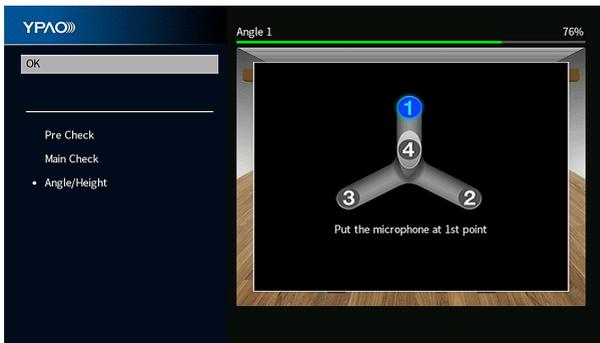 YPAO
Angle 1 76%
OK
Pre Check
Main Check
• Angle/Height
1
4
3 2
Put the microphone at 1st point